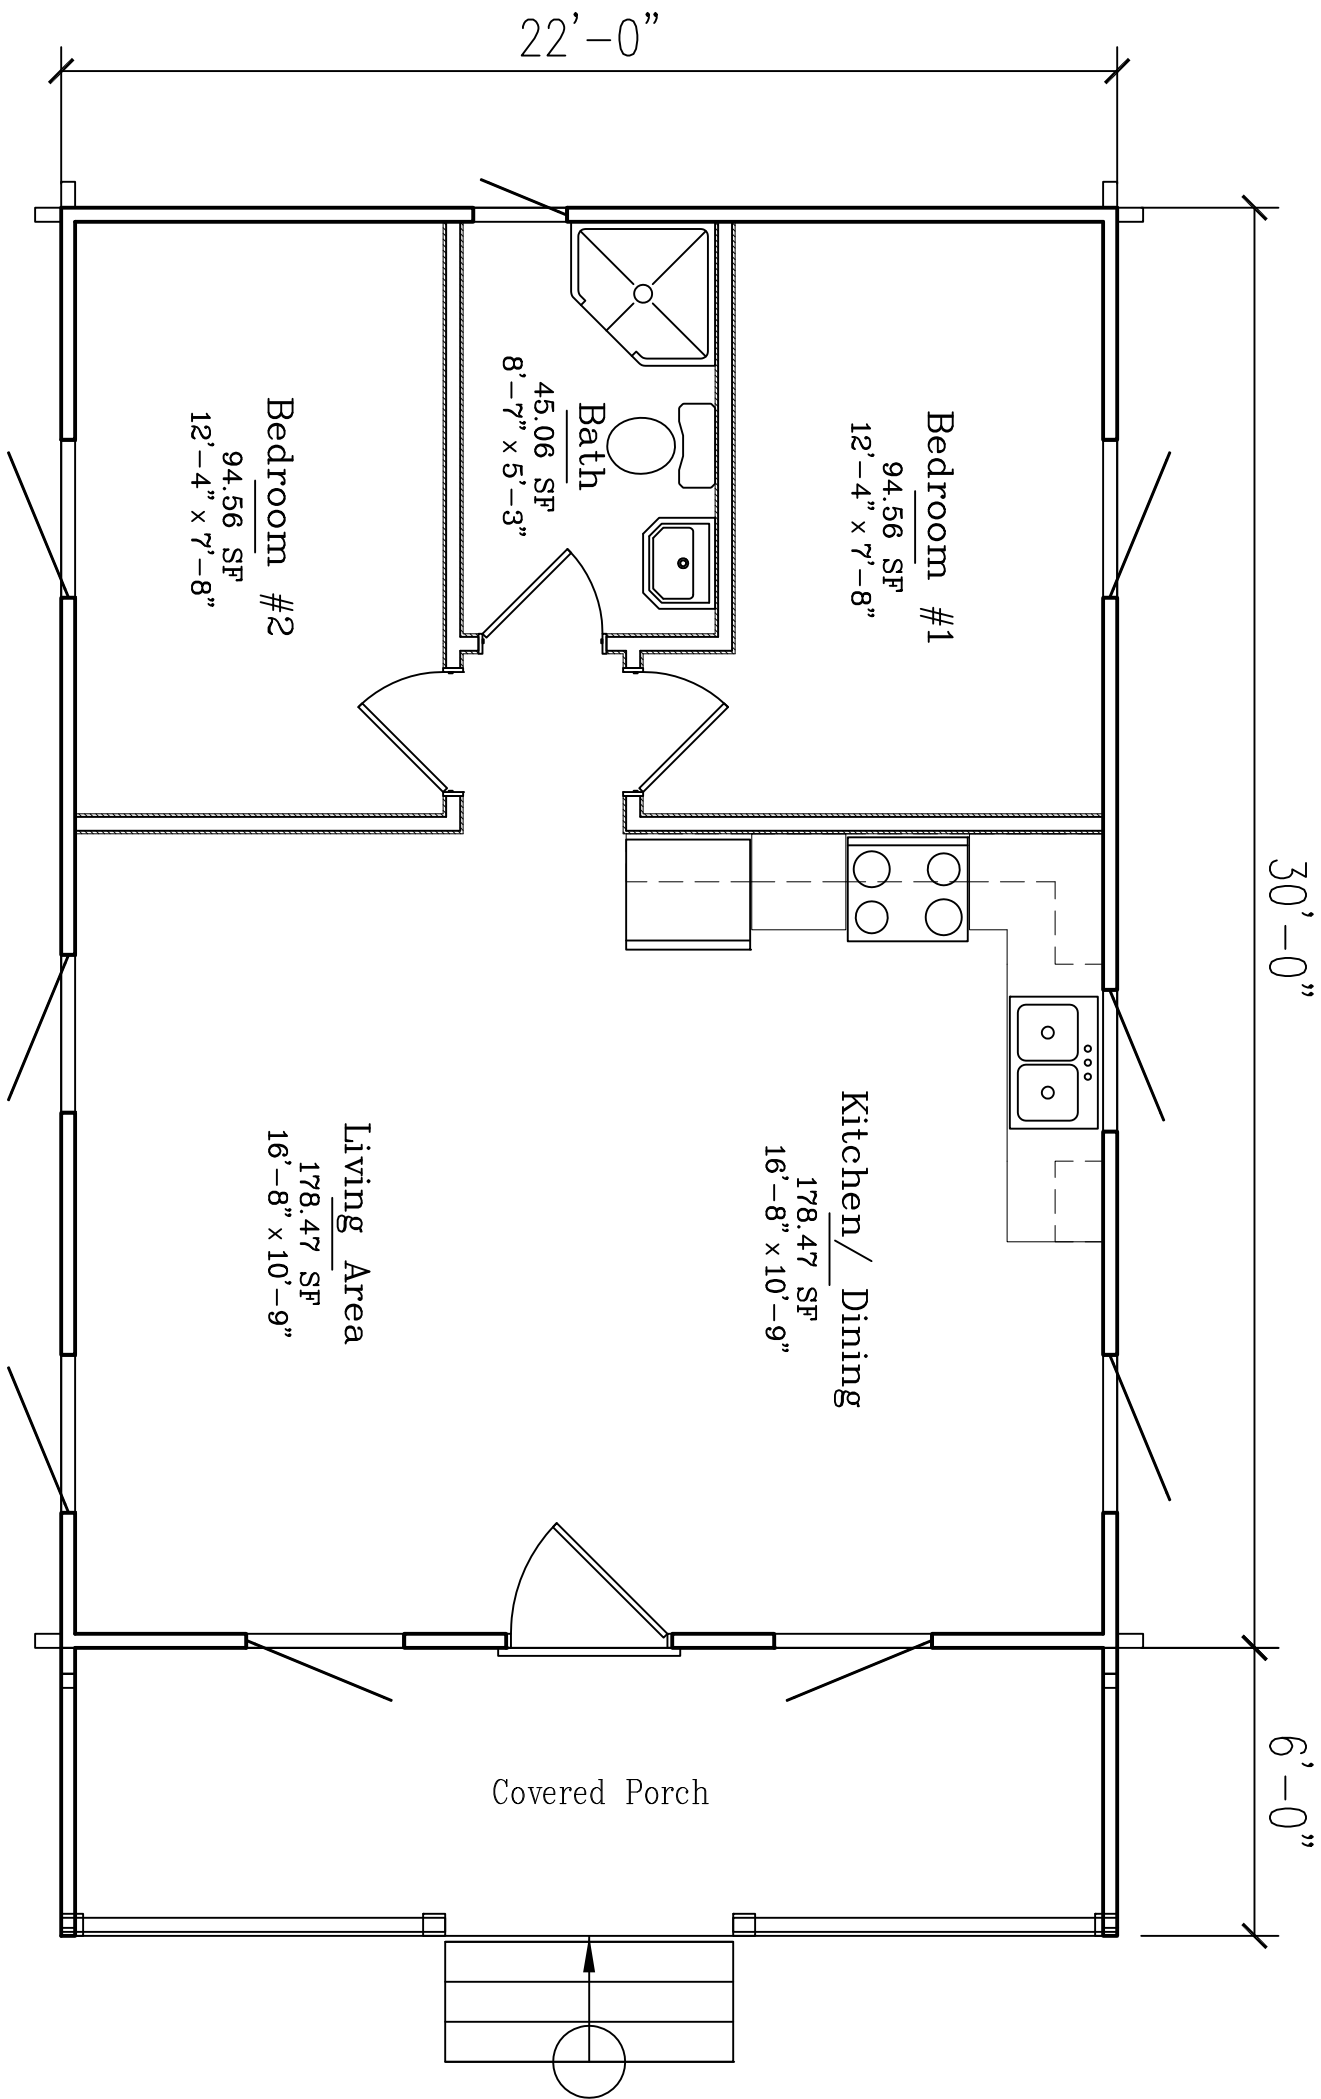 22'-0"
30'-0"
6'-0"
Bedroom #1
94.56 SF
12'-4" x 7'-8"
Bath
45.06 SF
8'-7" x 5'-3"
Bedroom #2
94.56 SF
12'-4" x 7'-8"
Kitchen/ Dining
178.47 SF
16'-8" x 10'-9"
Living Area
178.47 SF
16'-8" x 10'-9"
Covered Porch